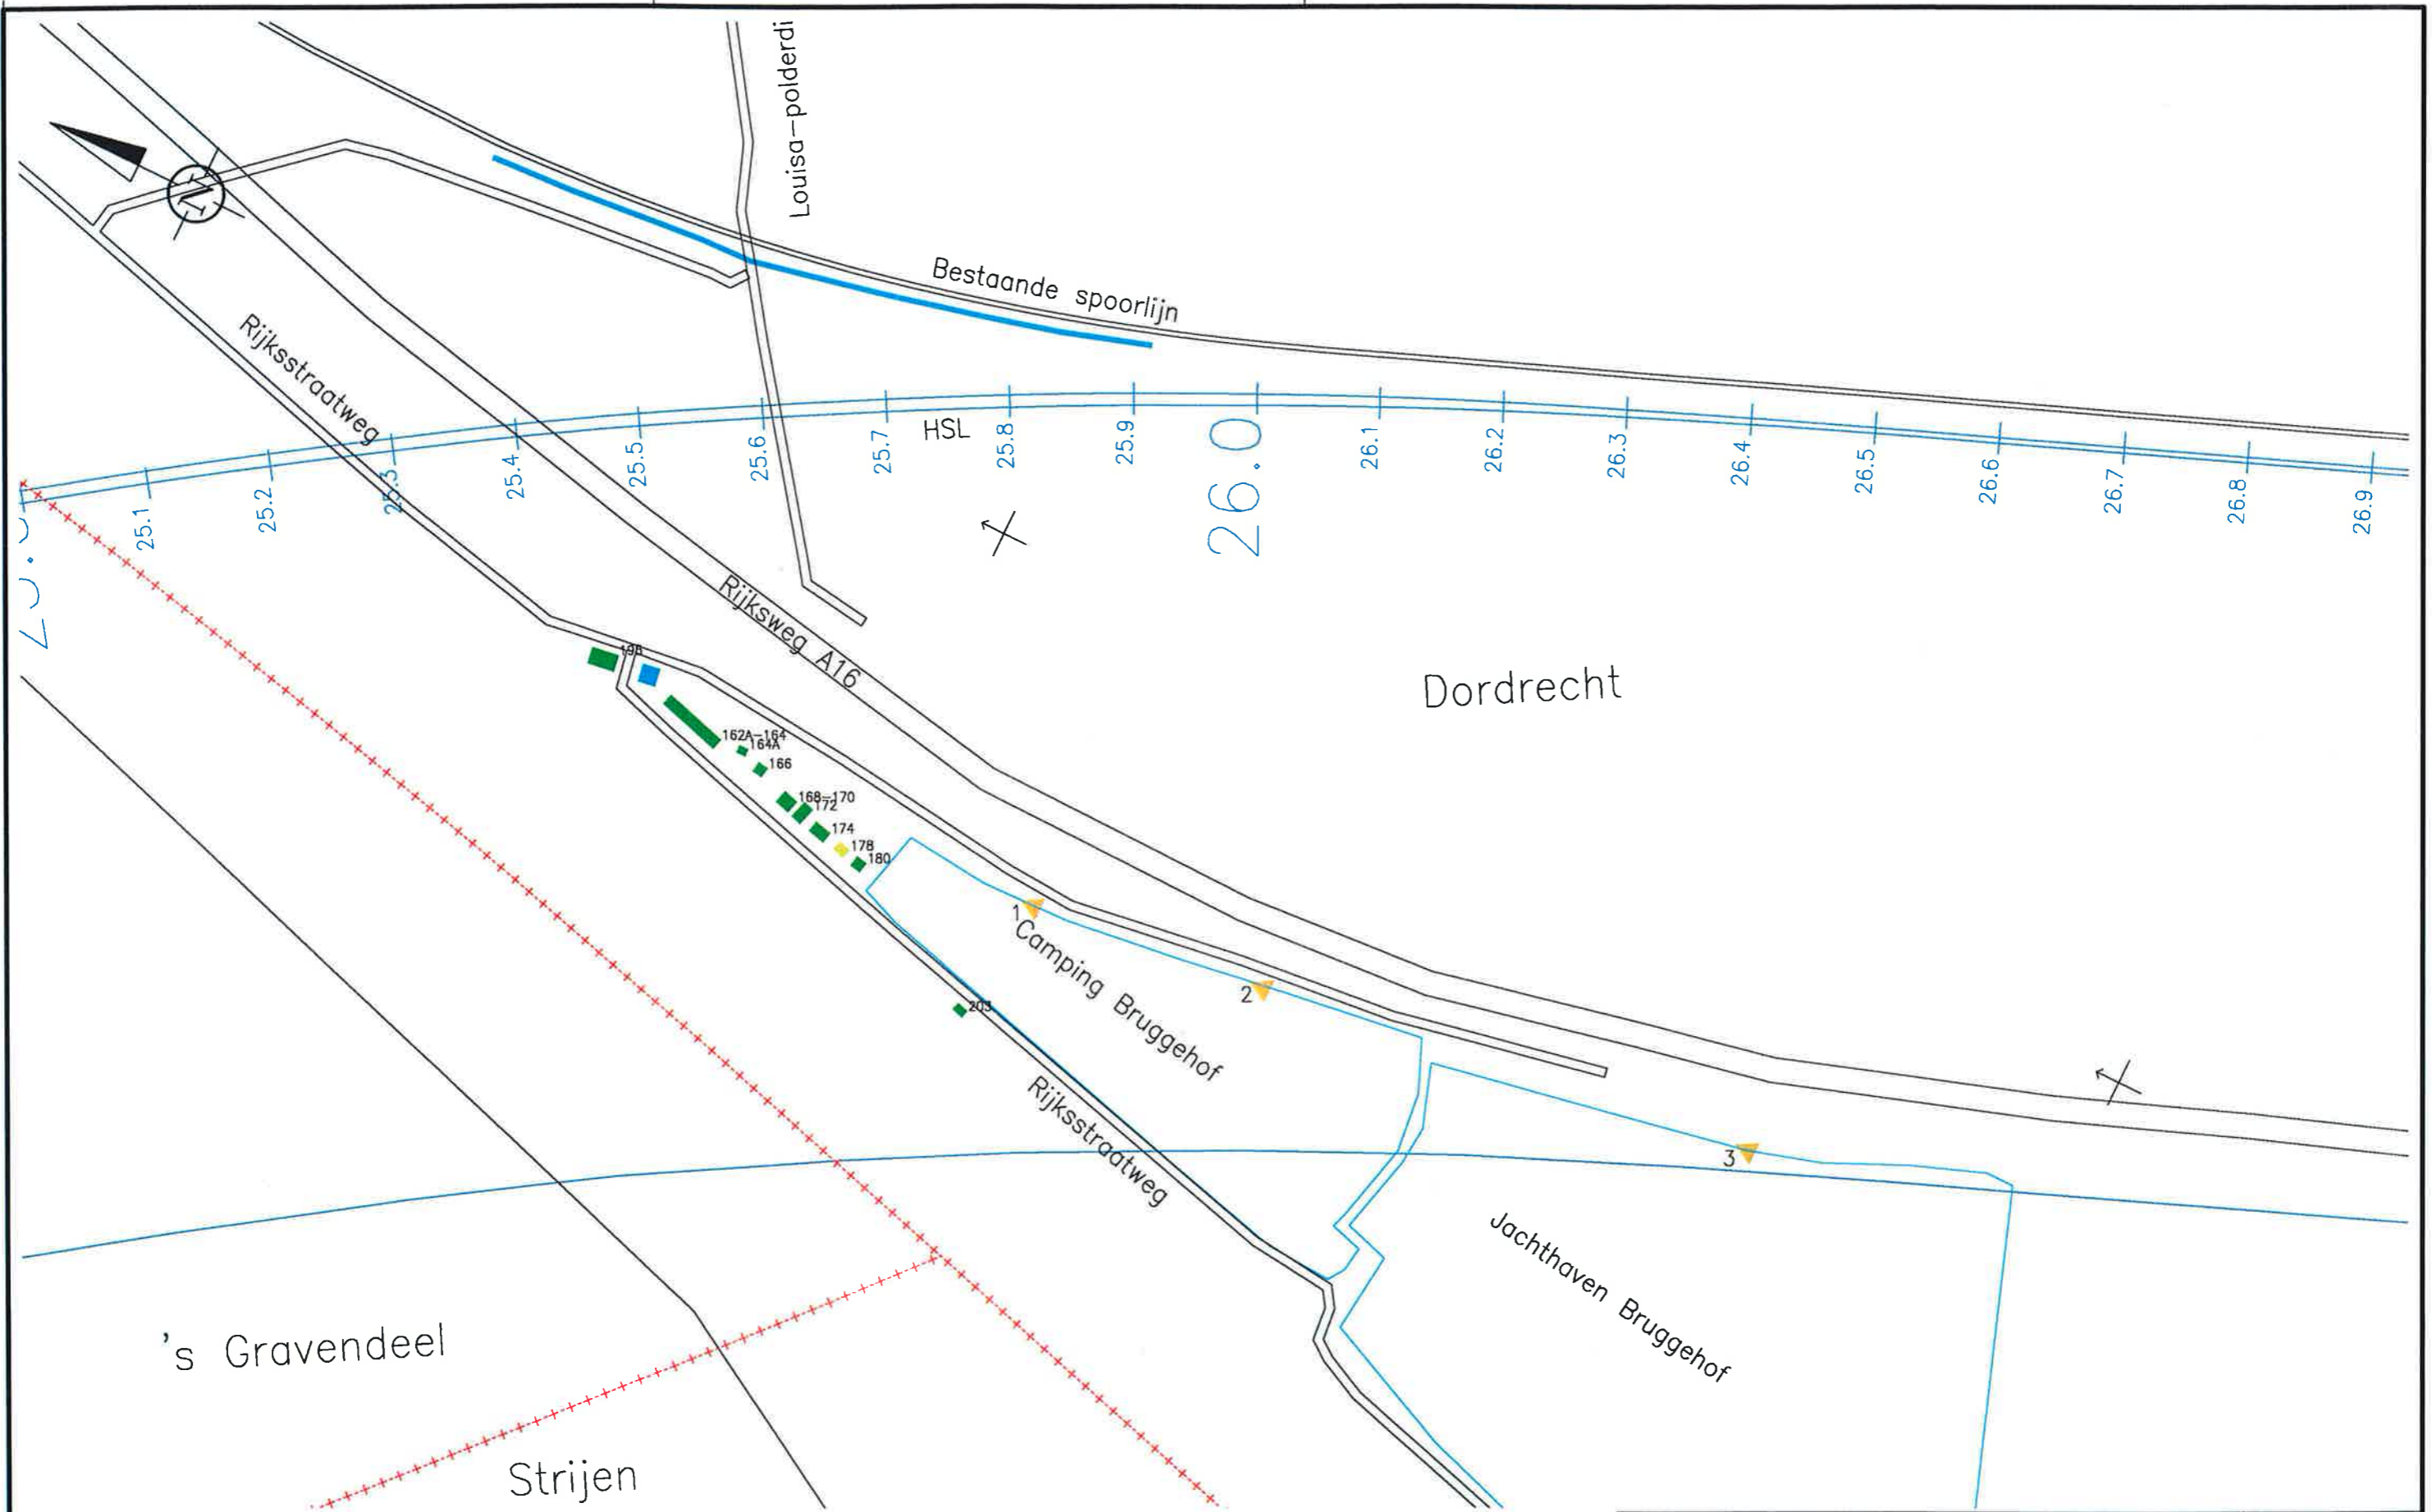 Louisa-polderdi
Bestaande spoorlijn
Rijksstraatweg
HSL
25.1
25.2
25.3
25.4
25.5
25.6
25.7
25.8
25.9
26.0
26.1
26.2
26.3
26.4
26.5
26.6
26.7
26.8
26.9
Rijksweg A16
Dordrecht
162A-164
164A
166
168-170
172
174
178
180
1
Camping Bruggehof
2
203
Rijksstraatweg
3
Jachthaven Bruggehof
's Gravendeel
Strijen